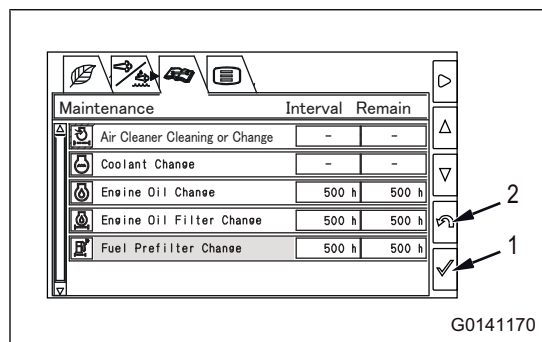 Maintenance Interval Remain
Air Cleaner Cleaning or Change - -
Coolant Change - -
Engine Oil Change 500 h 500 h
Engine Oil Filter Change 500 h 500 h
Fuel Prefilter Change 500 h 500 h
2
1
G0141170